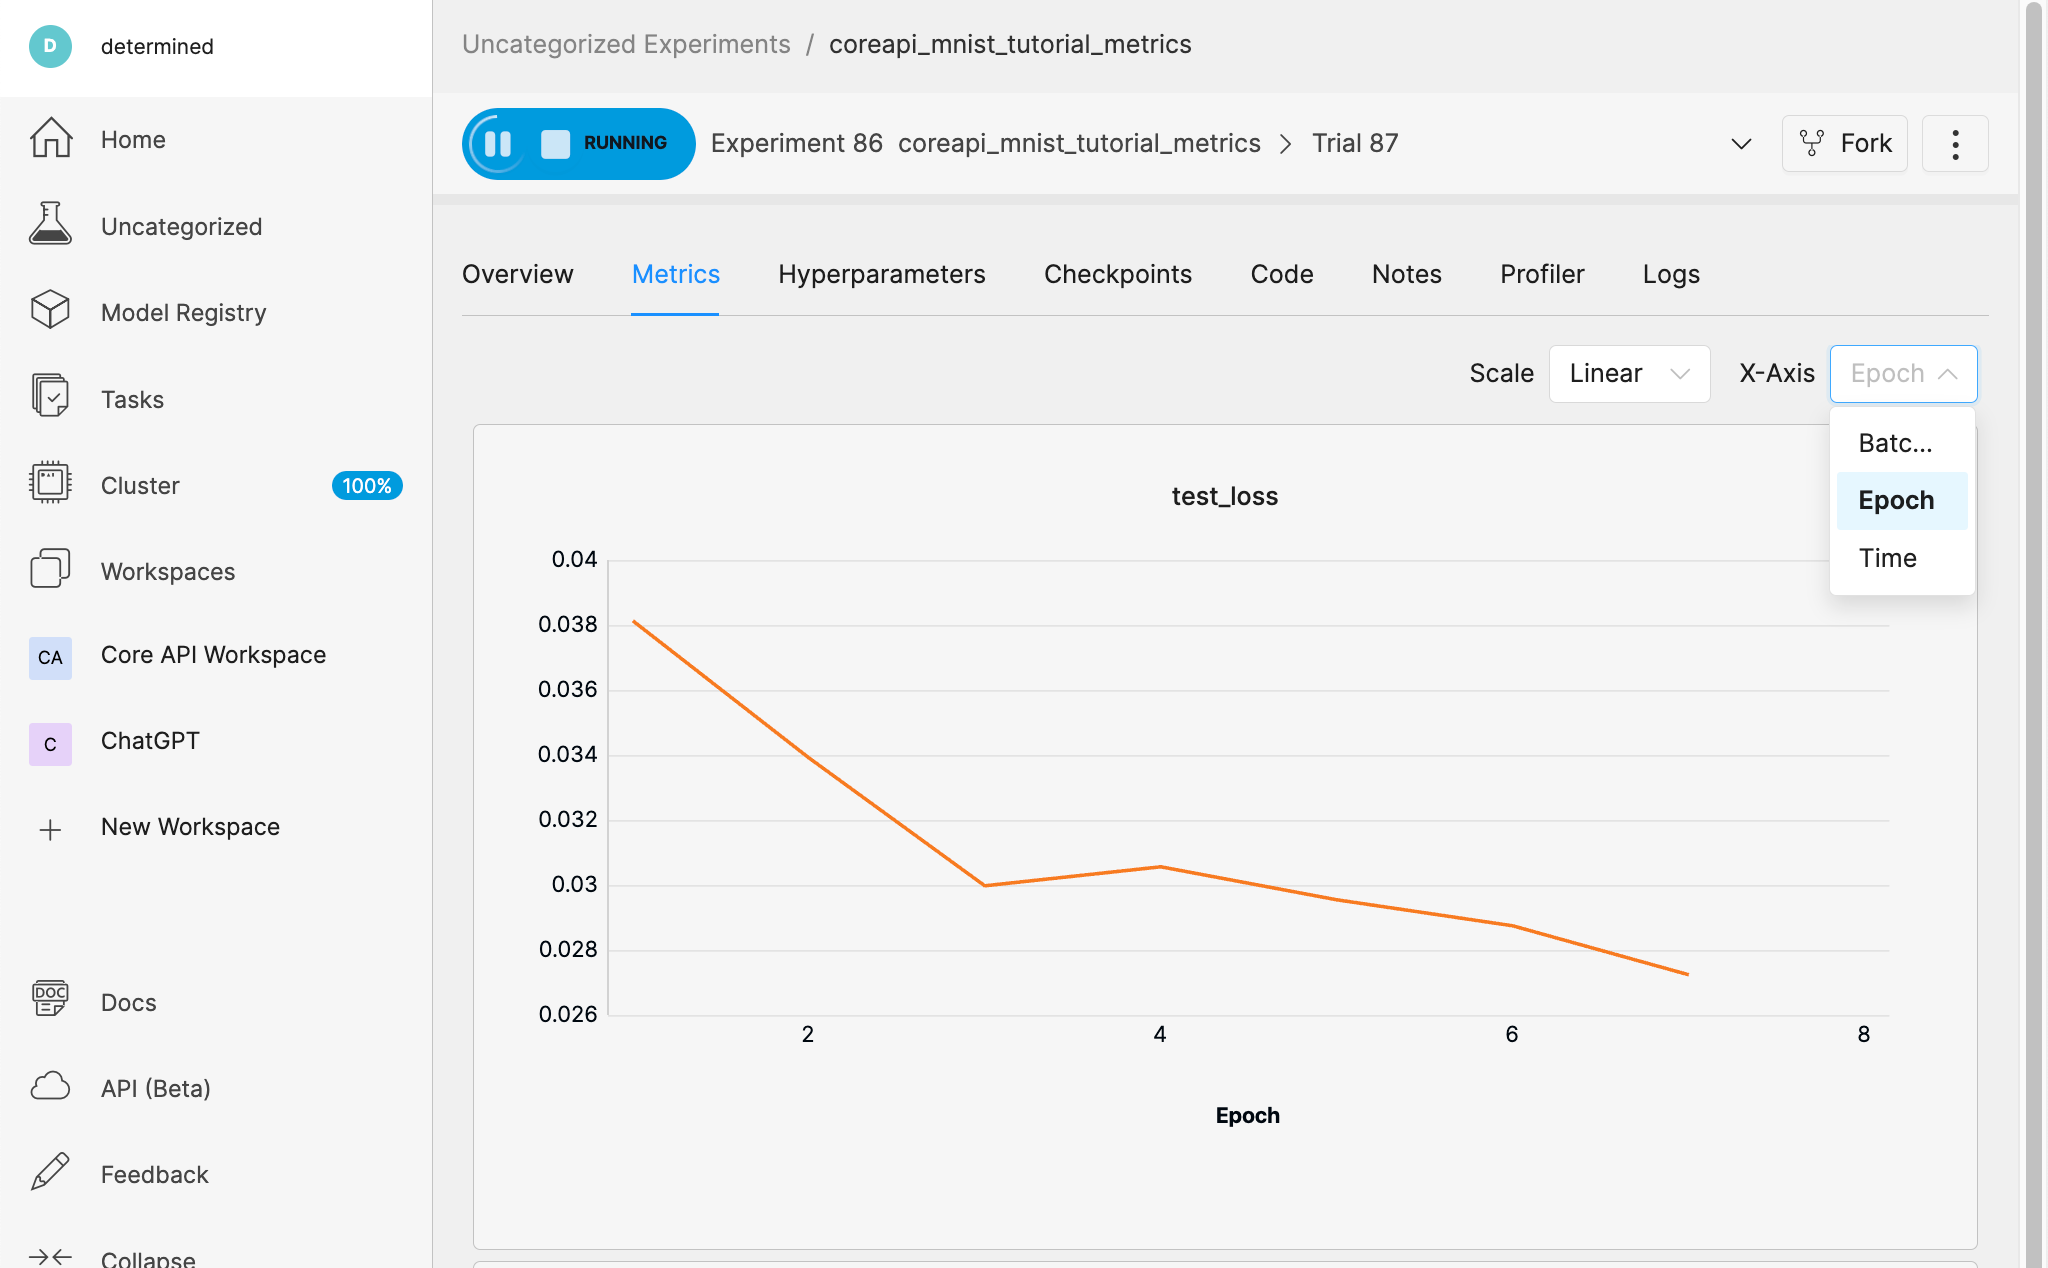 D determined
Home
Uncategorized
Model Registry
Tasks
Cluster 100%
Workspaces
CA Core API Workspace
C ChatGPT
New Workspace
DOC Docs
API (Beta)
Feedback
Collapse
Uncategorized Experiments / coreapi_mnist_tutorial_metrics
RUNNING Experiment 86 coreapi_mnist_tutorial_metrics > Trial 87 Fork
Overview Metrics Hyperparameters Checkpoints Code Notes Profiler Logs
Scale Linear X-Axis Epoch
Batc...
Epoch
Time
test_loss
0.04
0.038
0.036
0.034
0.032
0.03
0.028
0.026
2 4 6 8
Epoch